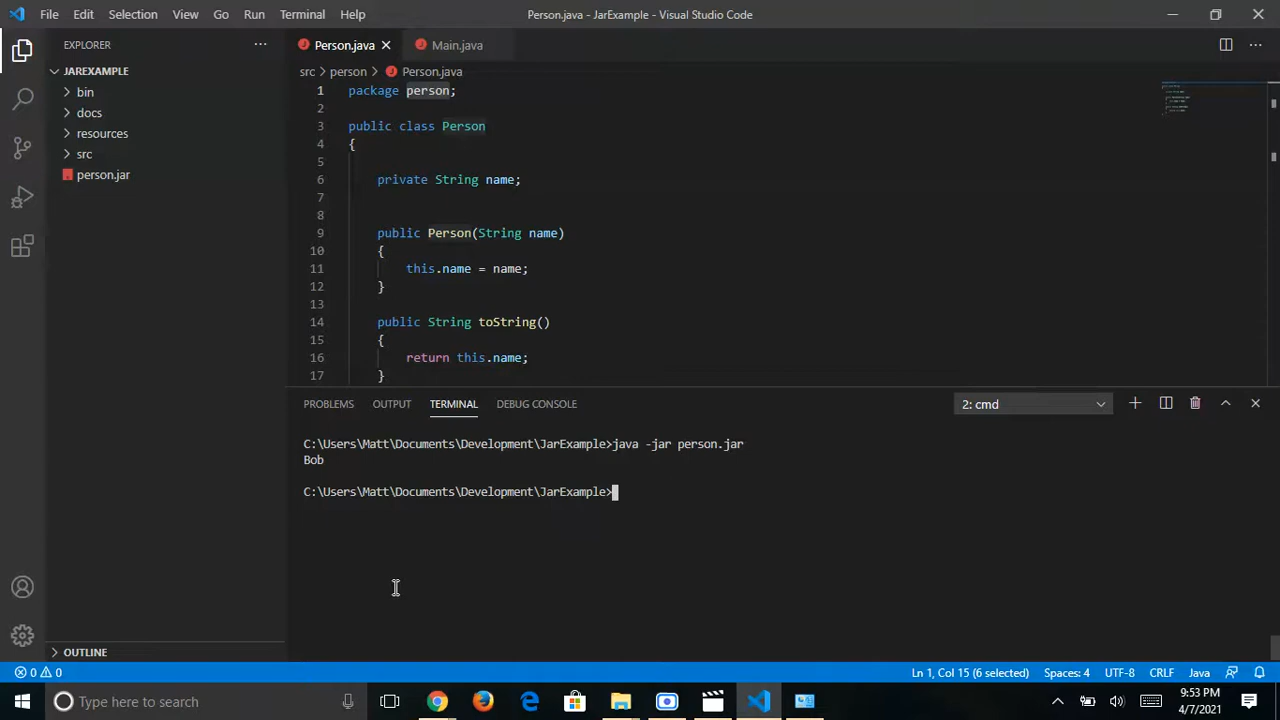 File Edit Selection View Go Run Terminal Help Person.java - JarExample - Visual Studio Code
EXPLORER
JAREXAMPLE
bin
docs
resources
src
person.jar
OUTLINE
Person.java Main.java
src > person > Person.java
1 package person;
2
3 public class Person
4 {
5
6 private String name;
7
8
9 public Person(String name)
10 {
11 this.name = name;
12 }
13
14 public String toString()
15 {
16 return this.name;
17 }
PROBLEMS OUTPUT TERMINAL DEBUG CONSOLE 2: cmd
C:\Users\Matt\Documents\Development\JarExample>java -jar person.jar
Bob
C:\Users\Matt\Documents\Development\JarExample>
0 0 Ln 1, Col 15 (6 selected) Spaces: 4 UTF-8 CRLF Java
Type here to search
9:53 PM
4/7/2021